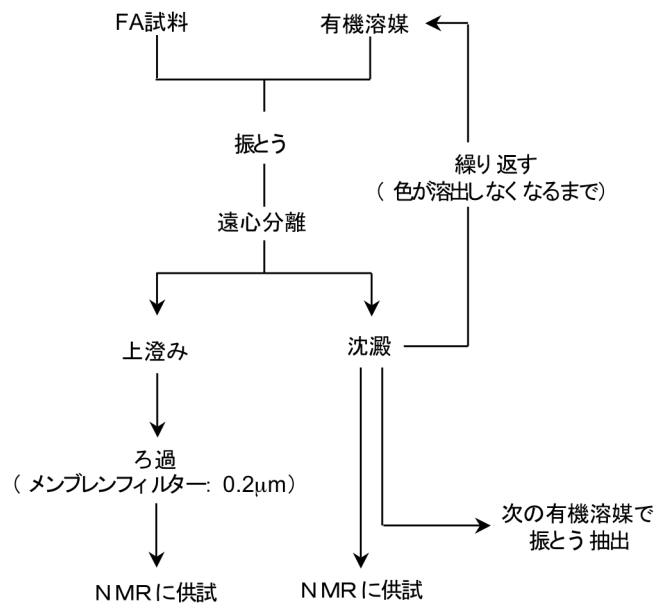 FA試料
有機溶媒
振とう
繰り返す
（ 色が溶出しなくなるまで）
遠心分離
上澄み
沈澱
ろ過
（ メンブレンフィルター: 0.2μm）
次の有機溶媒で
振とう抽出
NMRに供試
NMRに供試